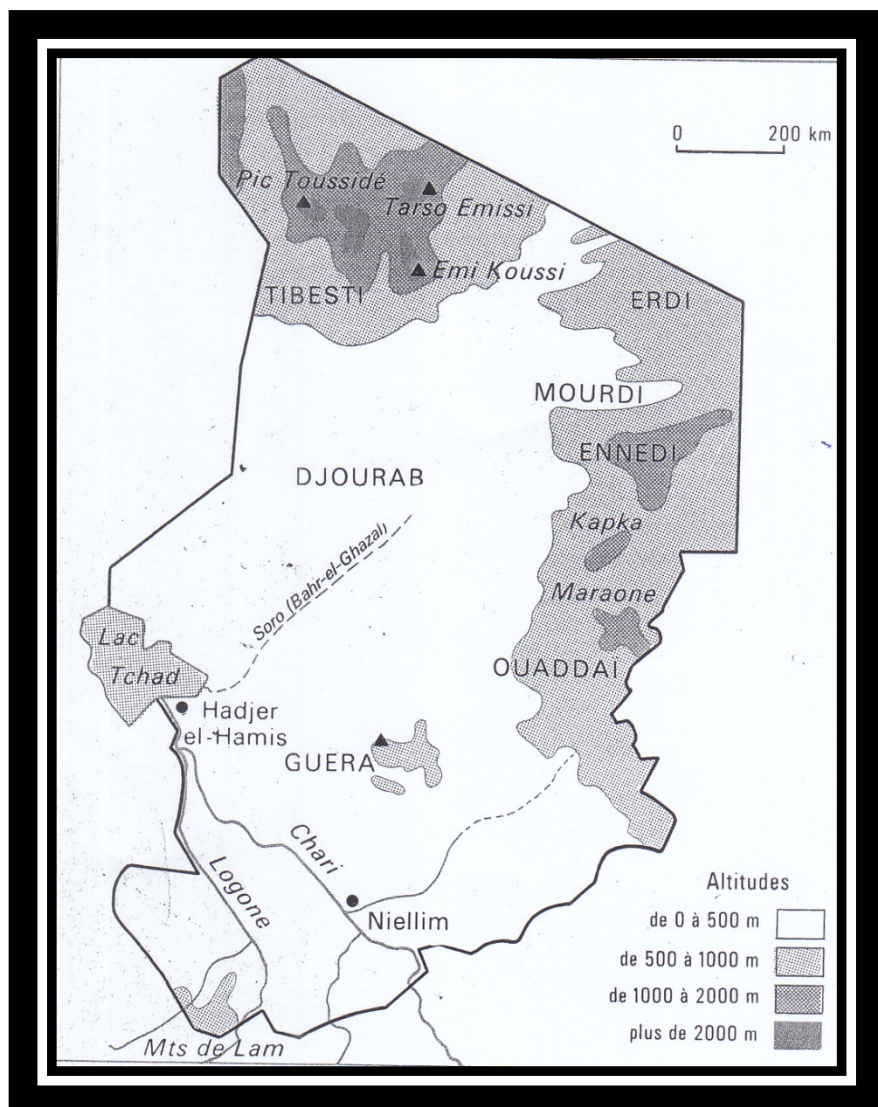 0 200 km
Pic Toussidé
Tarso Emissi
Emi Koussi
TIBESTI
ERDI
MOURDI
ENNEDI
DJOURAB
Kapka
Soro (Bahr-el-Ghazal)
Maraone
Lac
Tchad
OUADDAI
Hadjer
el-Hamis
GUERA
Chari
Logone
Niellim
Mts de Lam
Altitudes
de 0 à 500 m
de 500 à 1000 m
de 1000 à 2000 m
plus de 2000 m